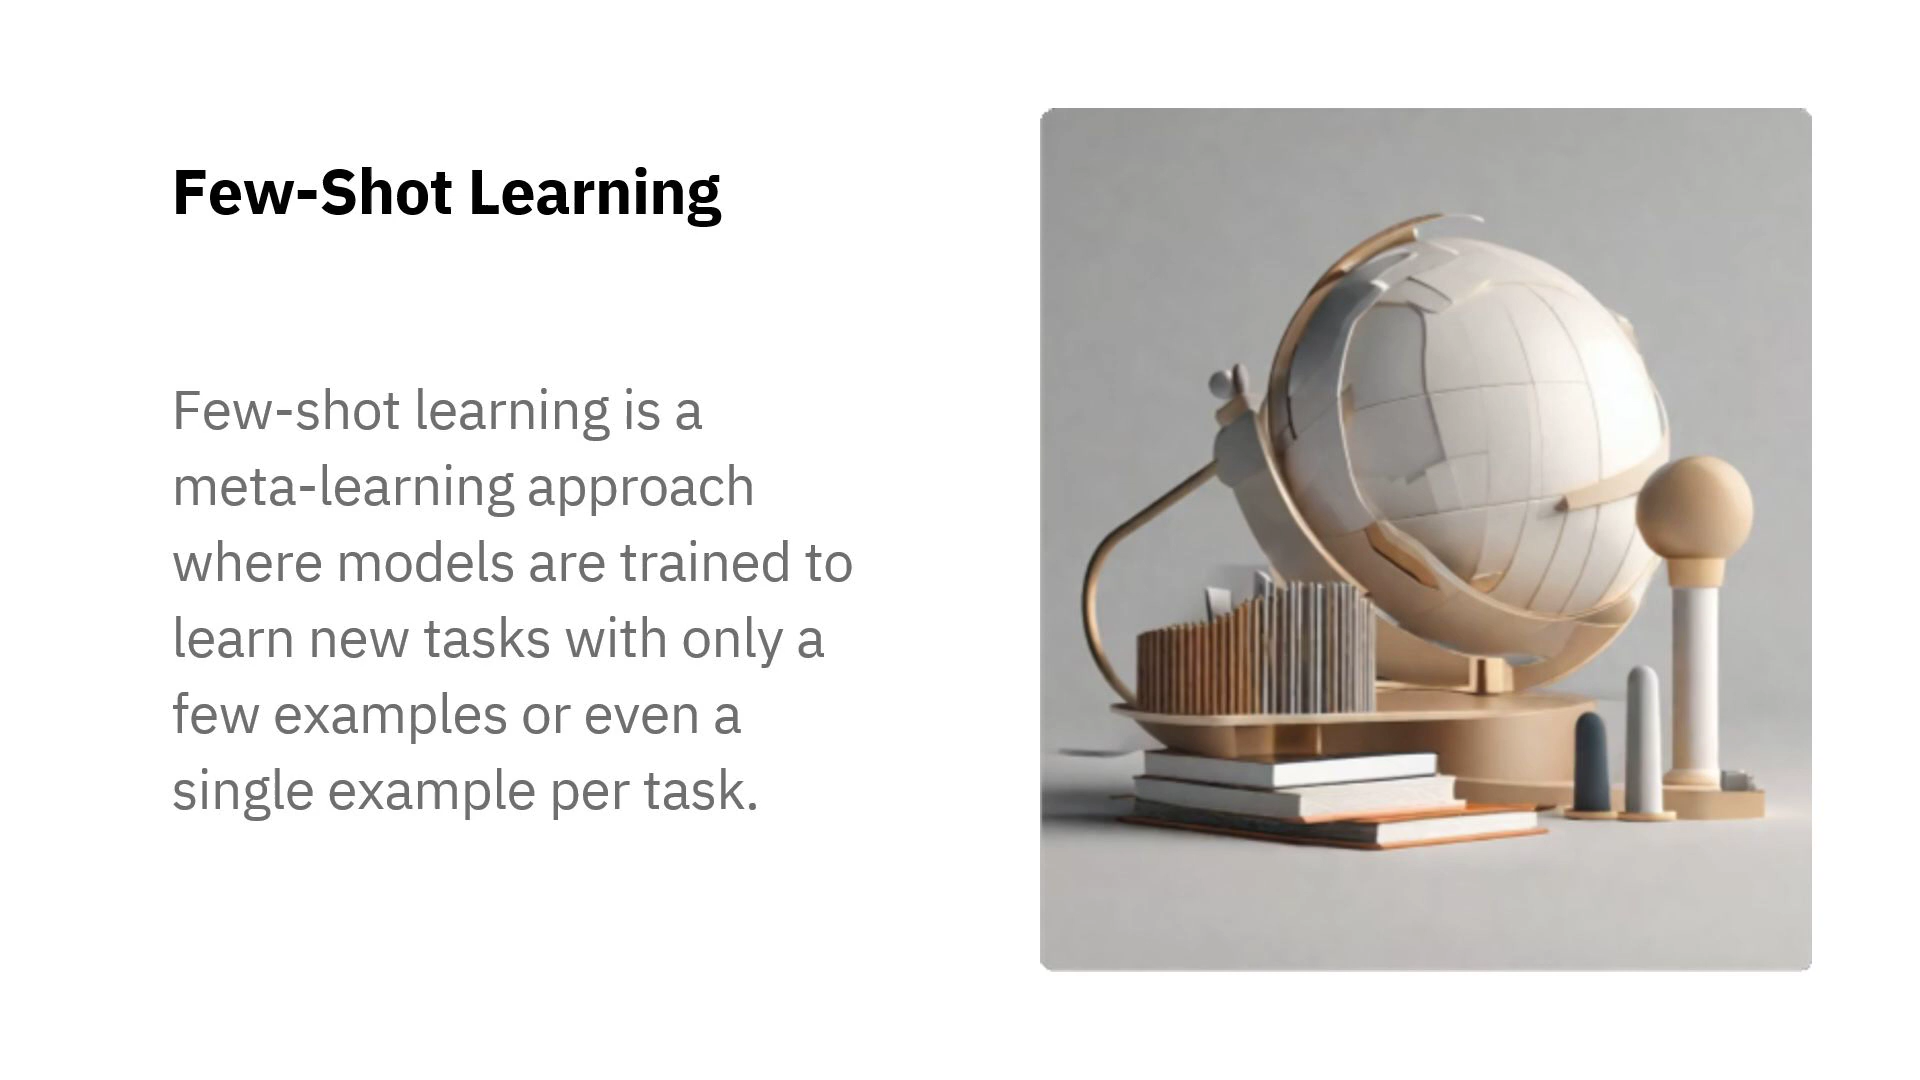 Few-Shot Learning
Few-shot learning is a
meta-learning approach
where models are trained to
learn new tasks with only a
few examples or even a
single example per task.